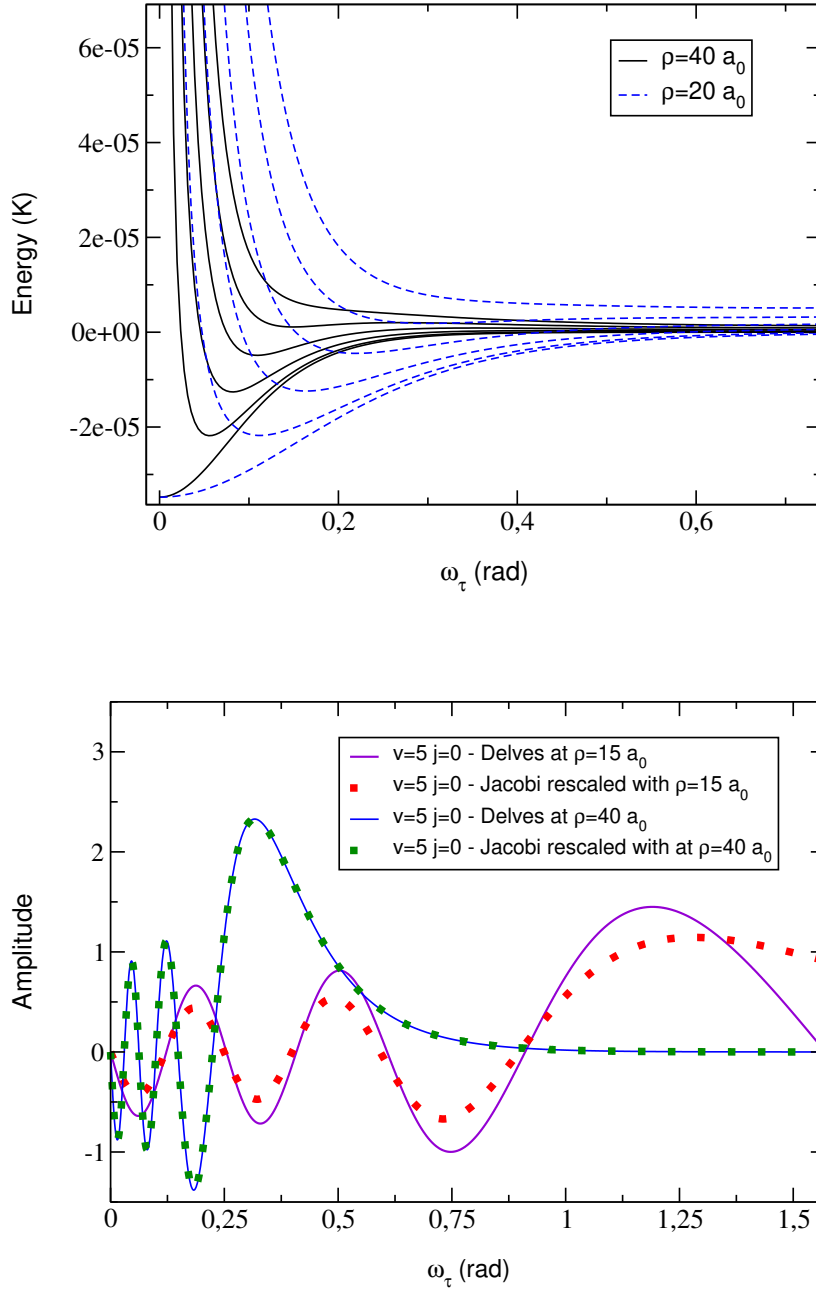 6e-05
4e-05
2e-05
0e+00
-2e-05
Energy (K)
ρ=40 a₀
ρ=20 a₀
0
0,2
0,4
0,6
ω_τ (rad)
3
2
1
0
-1
Amplitude
v=5 j=0 - Delves at ρ=15 a₀
v=5 j=0 - Jacobi rescaled with ρ=15 a₀
v=5 j=0 - Delves at ρ=40 a₀
v=5 j=0 - Jacobi rescaled with at ρ=40 a₀
0
0,25
0,5
0,75
1
1,25
1,5
ω_τ (rad)